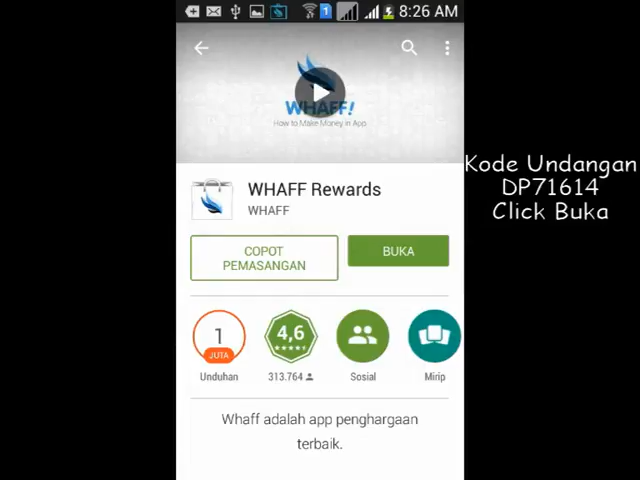 8:26 AM
1
WHAFF!
How to Make Money in App
Kode Undangan
DP71614
Click Buka
WHAFF Rewards
WHAFF
COPOT
PEMASANGAN
BUKA
1
JUTA
4,6
Unduhan
313.764
Sosial
Mirip
Whaff adalah app penghargaan
terbaik.